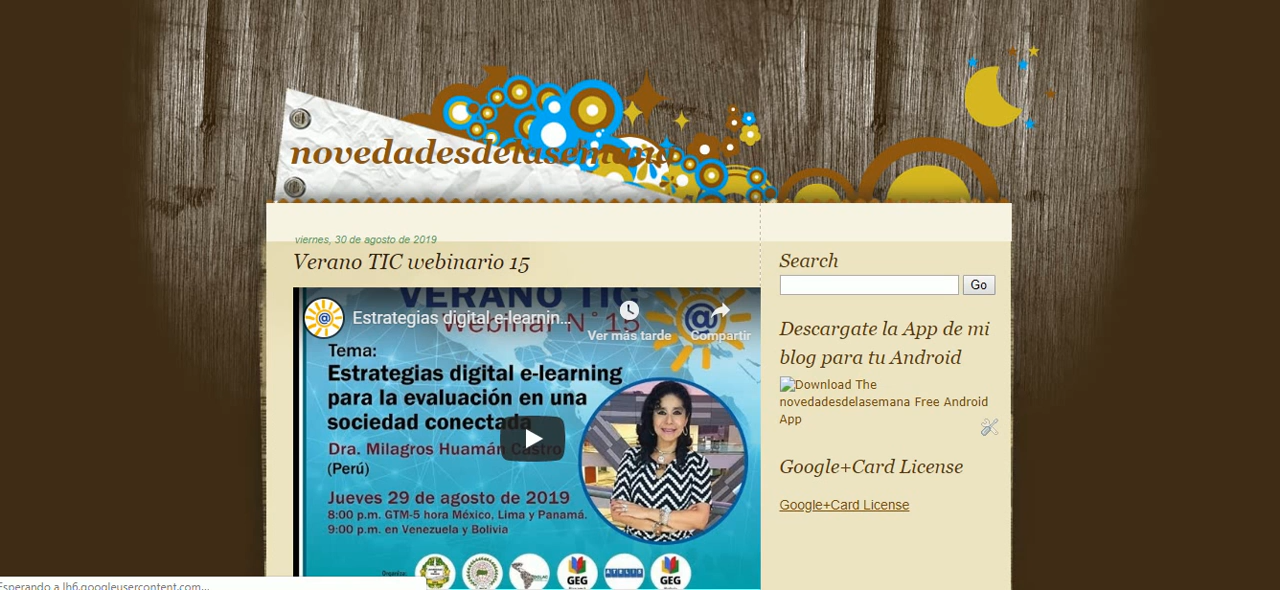 novedadesdelasemana
viernes, 30 de agosto de 2019
Verano TIC webinario 15
VERANO TIC
Webinar N°15
Estrategias digital e-learnin...
Ver más tarde
Compartir
@
@
Tema:
Estrategias digital e-learning
para la evaluación en una
sociedad conectada
Dra. Milagros Huamán Castro
(Perú)
Jueves 29 de agosto de 2019
8:00 p.m. GTM-5 hora México, Lima y Panamá.
9:00 p.m. en Venezuela y Bolivia
GEG
GEG
Search
Go
Descargate la App de mi
blog para tu Android
Download The
novedadesdelasemana Free Android
App
Google+Card License
Google+Card License
Esperando a lh6.googleusercontent.com...